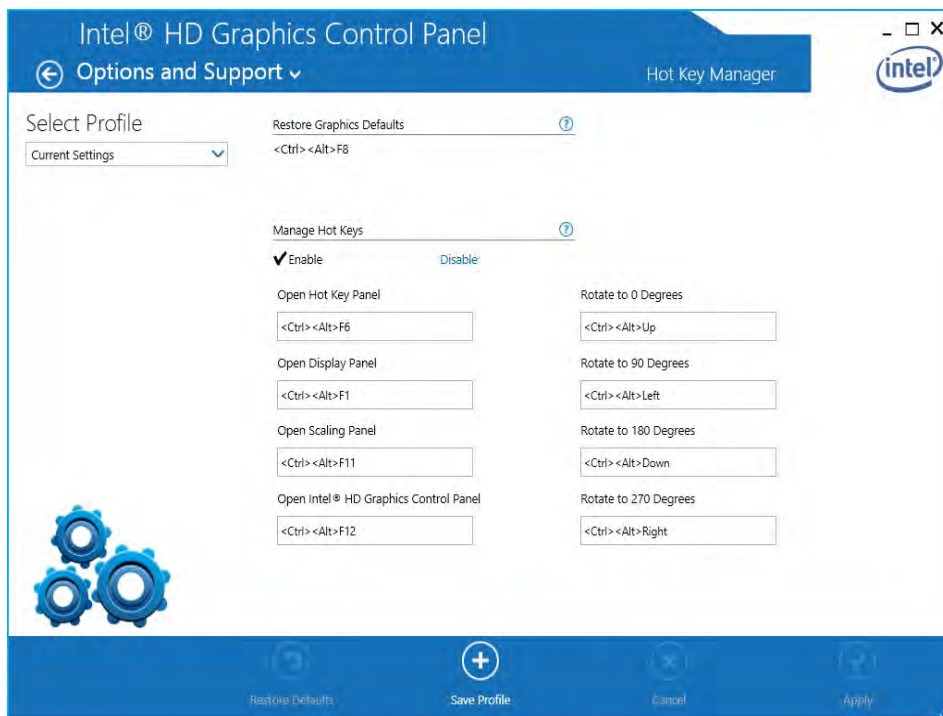 Intel® HD Graphics Control Panel
Options and Support
Hot Key Manager
intel
Select Profile
Current Settings
Restore Graphics Defaults
?
<Ctrl><Alt>F8
Manage Hot Keys
?
Enable
Disable
Open Hot Key Panel
<Ctrl><Alt>F6
Rotate to 0 Degrees
<Ctrl><Alt>Up
Open Display Panel
<Ctrl><Alt>F1
Rotate to 90 Degrees
<Ctrl><Alt>Left
Open Scaling Panel
<Ctrl><Alt>F11
Rotate to 180 Degrees
<Ctrl><Alt>Down
Open Intel® HD Graphics Control Panel
<Ctrl><Alt>F12
Rotate to 270 Degrees
<Ctrl><Alt>Right
Restore Defaults
Save Profile
Cancel
Apply